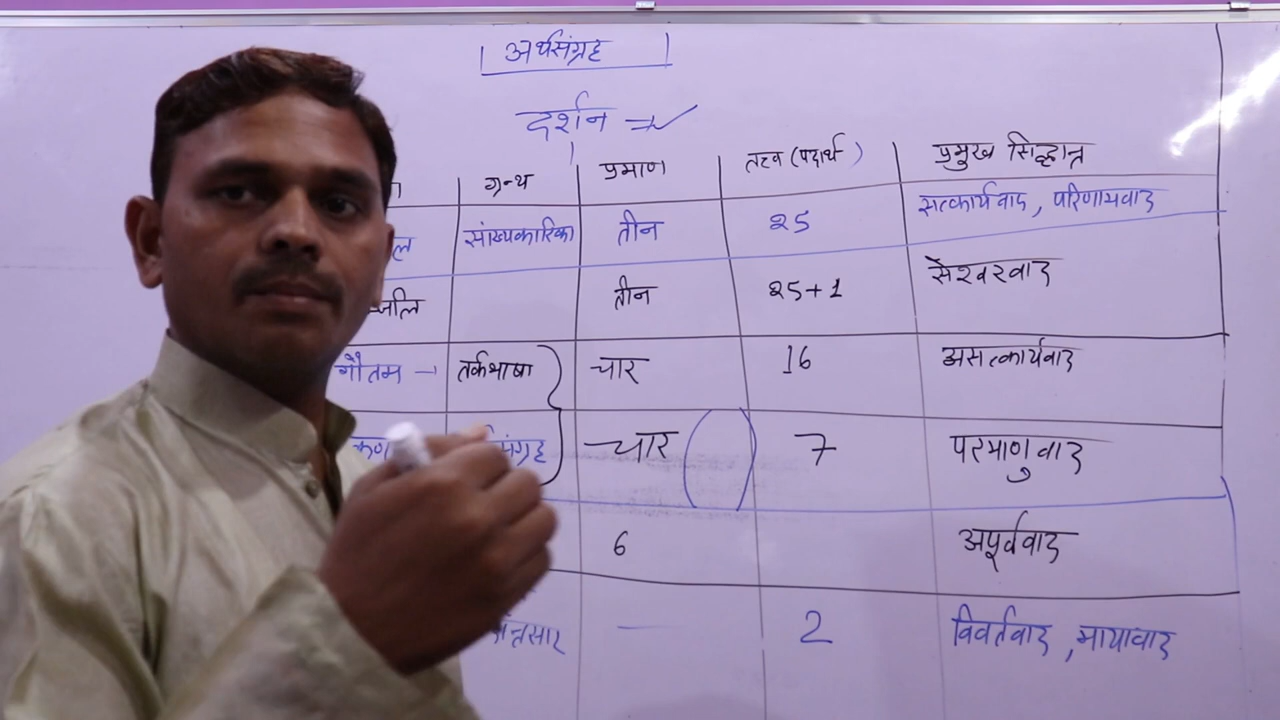 अर्थसंग्रह
दर्शन
ग्रन्थ प्रमाण तत्त्व (पदार्थ) प्रमुख सिद्धान्त
सांख्यकारिका तीन 25 सत्कार्यवाद, परिणामवाद
तीन 25+1 सेश्वरवाद
गौतम - तर्कभाषा चार 16 असत्कार्यवाद
चार ( ) 7 परमाणुवाद
6 अपूर्ववाद
— 2 विवर्तवाद, मायावाद